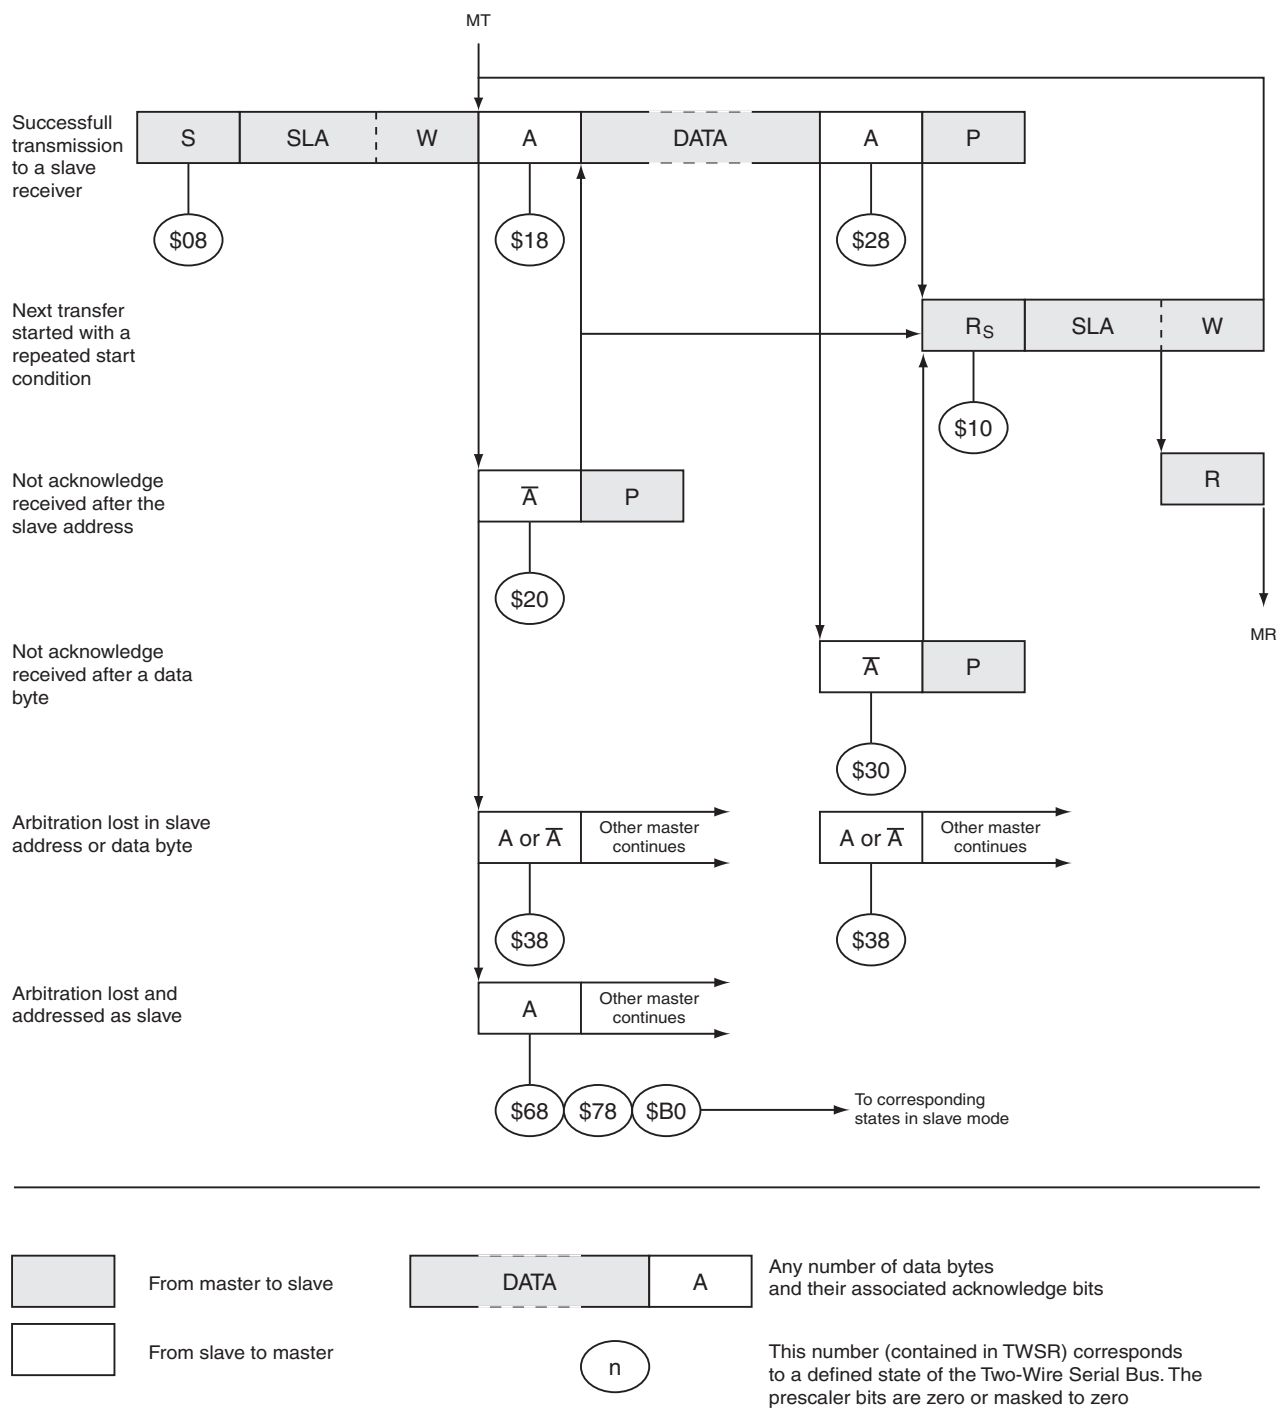 MT
Successfull
transmission
to a slave
receiver
S SLA W A DATA A P
$08 $18 $28
Next transfer
started with a
repeated start
condition
RS SLA W
$10
Not acknowledge
received after the
slave address
A̅ P
R
$20
MR
Not acknowledge
received after a data
byte
A̅ P
$30
Arbitration lost in slave
address or data byte
A or A̅
Other master
continues
A or A̅
Other master
continues
$38 $38
Arbitration lost and
addressed as slave
A
Other master
continues
$68 $78 $B0
To corresponding
states in slave mode
From master to slave
DATA A
Any number of data bytes
and their associated acknowledge bits
From slave to master
n
This number (contained in TWSR) corresponds
to a defined state of the Two-Wire Serial Bus. The
prescaler bits are zero or masked to zero